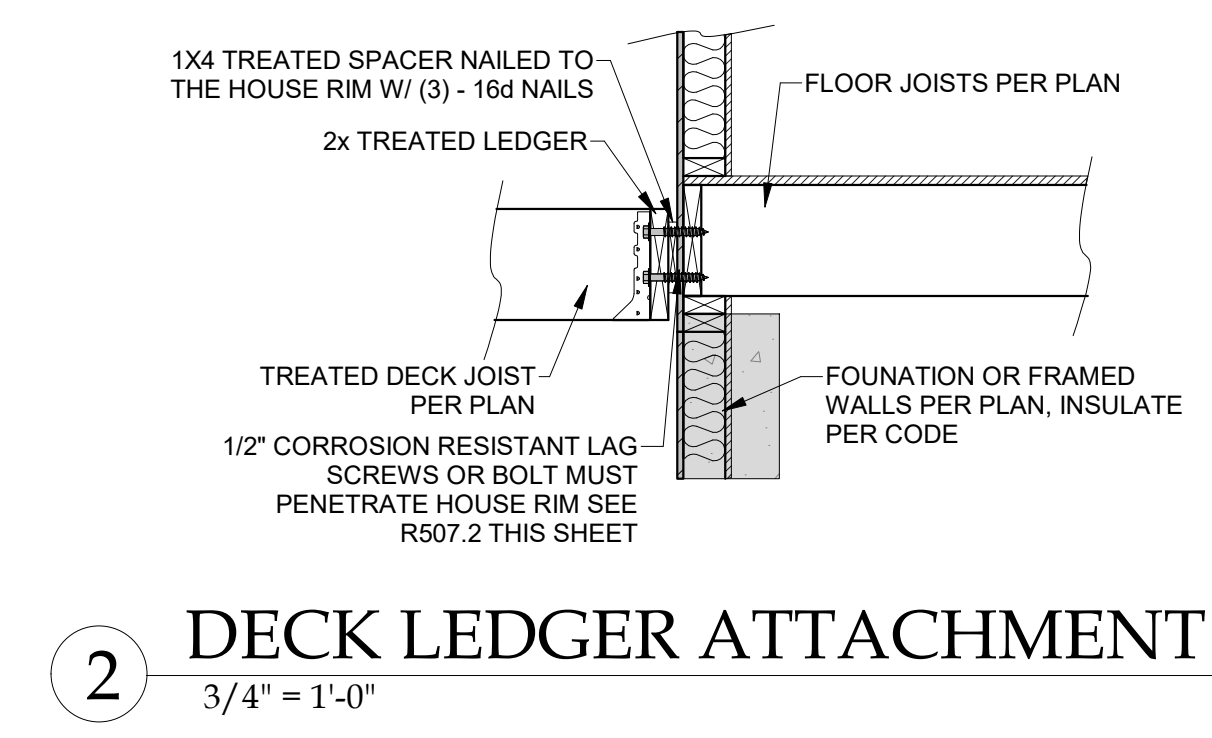 1X4 TREATED SPACER NAILED TO
THE HOUSE RIM W/ (3) - 16d NAILS
2x TREATED LEDGER
FLOOR JOISTS PER PLAN
TREATED DECK JOIST
PER PLAN
1/2" CORROSION RESISTANT LAG
SCREWS OR BOLT MUST
PENETRATE HOUSE RIM SEE
R507.2 THIS SHEET
FOUNATION OR FRAMED
WALLS PER PLAN, INSULATE
PER CODE
2
DECK LEDGER ATTACHMENT
3/4" = 1'-0"